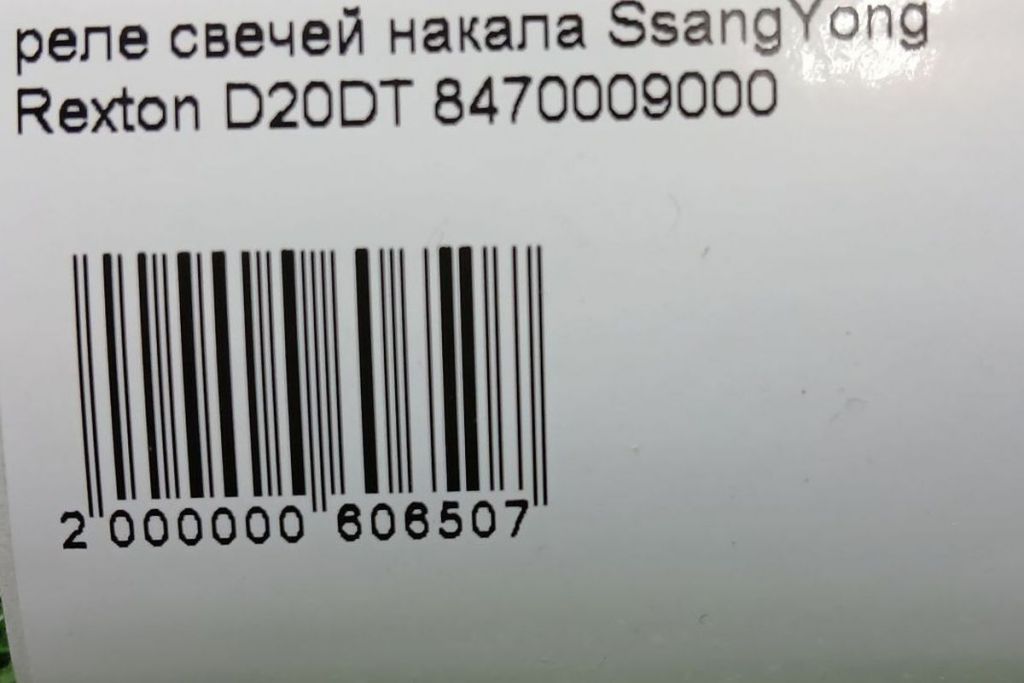 реле свечей накала SsangYong
Rexton D20DT 8470009000
2 000000 606507